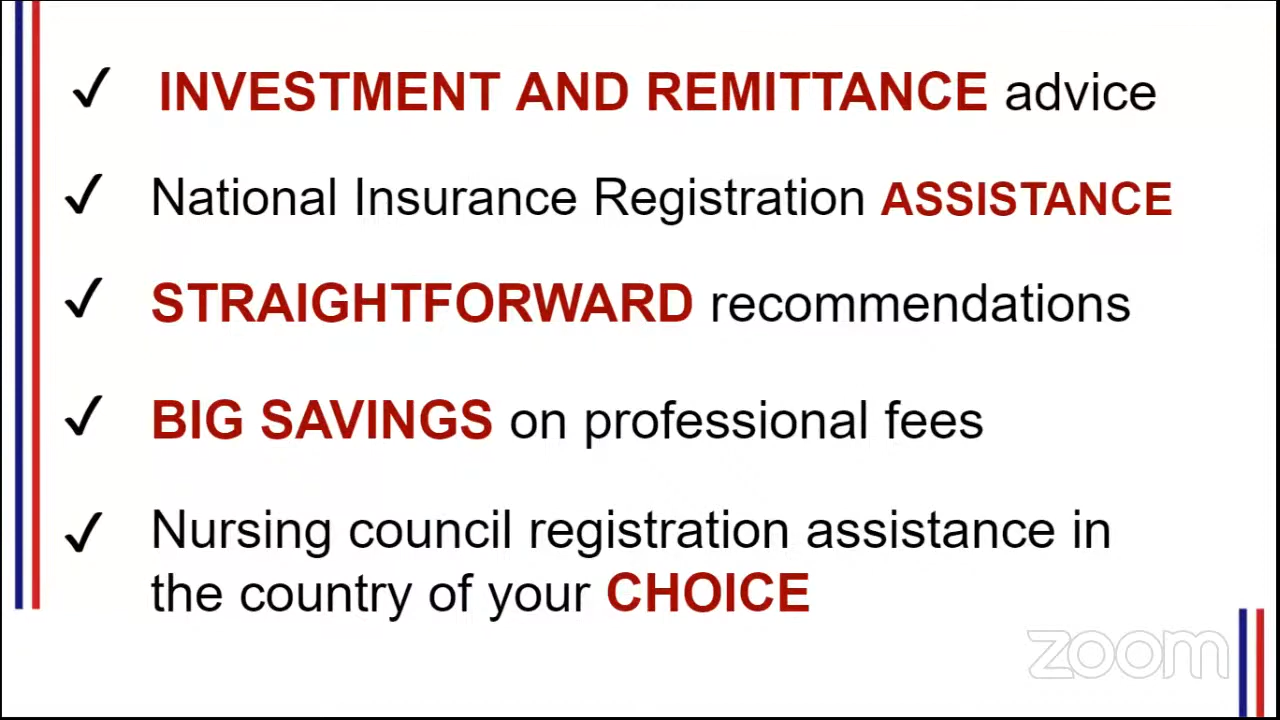 ✓ INVESTMENT AND REMITTANCE advice
✓ National Insurance Registration ASSISTANCE
✓ STRAIGHTFORWARD recommendations
✓ BIG SAVINGS on professional fees
✓ Nursing council registration assistance in
the country of your CHOICE
zoom